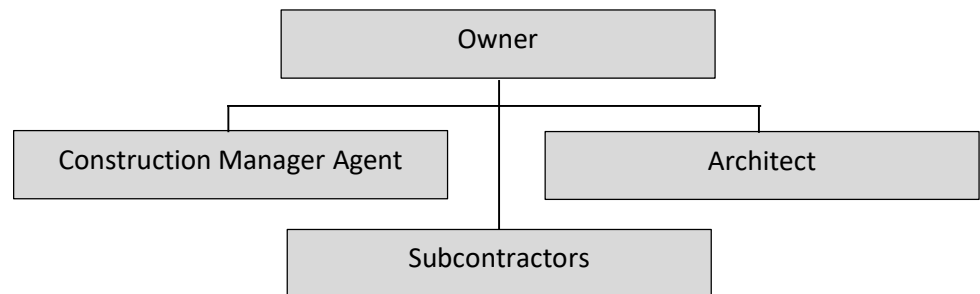 Owner
Construction Manager Agent
Architect
Subcontractors